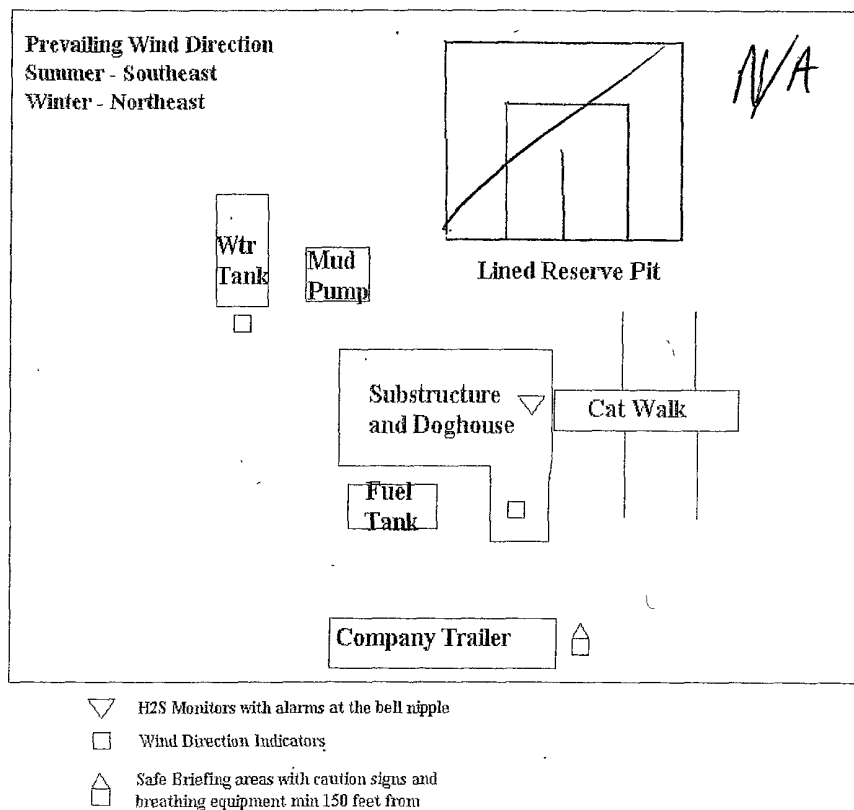 Prevailing Wind Direction
Summer - Southeast
Winter - Northeast
N/A
Wtr
Tank
Mud
Pump
Lined Reserve Pit
Substructure
and Doghouse
Cat Walk
Fuel
Tank
Company Trailer
H2S Monitors with alarms at the bell nipple
Wind Direction Indicators
Safe Briefing areas with caution signs and
breathing equipment min 150 feet from